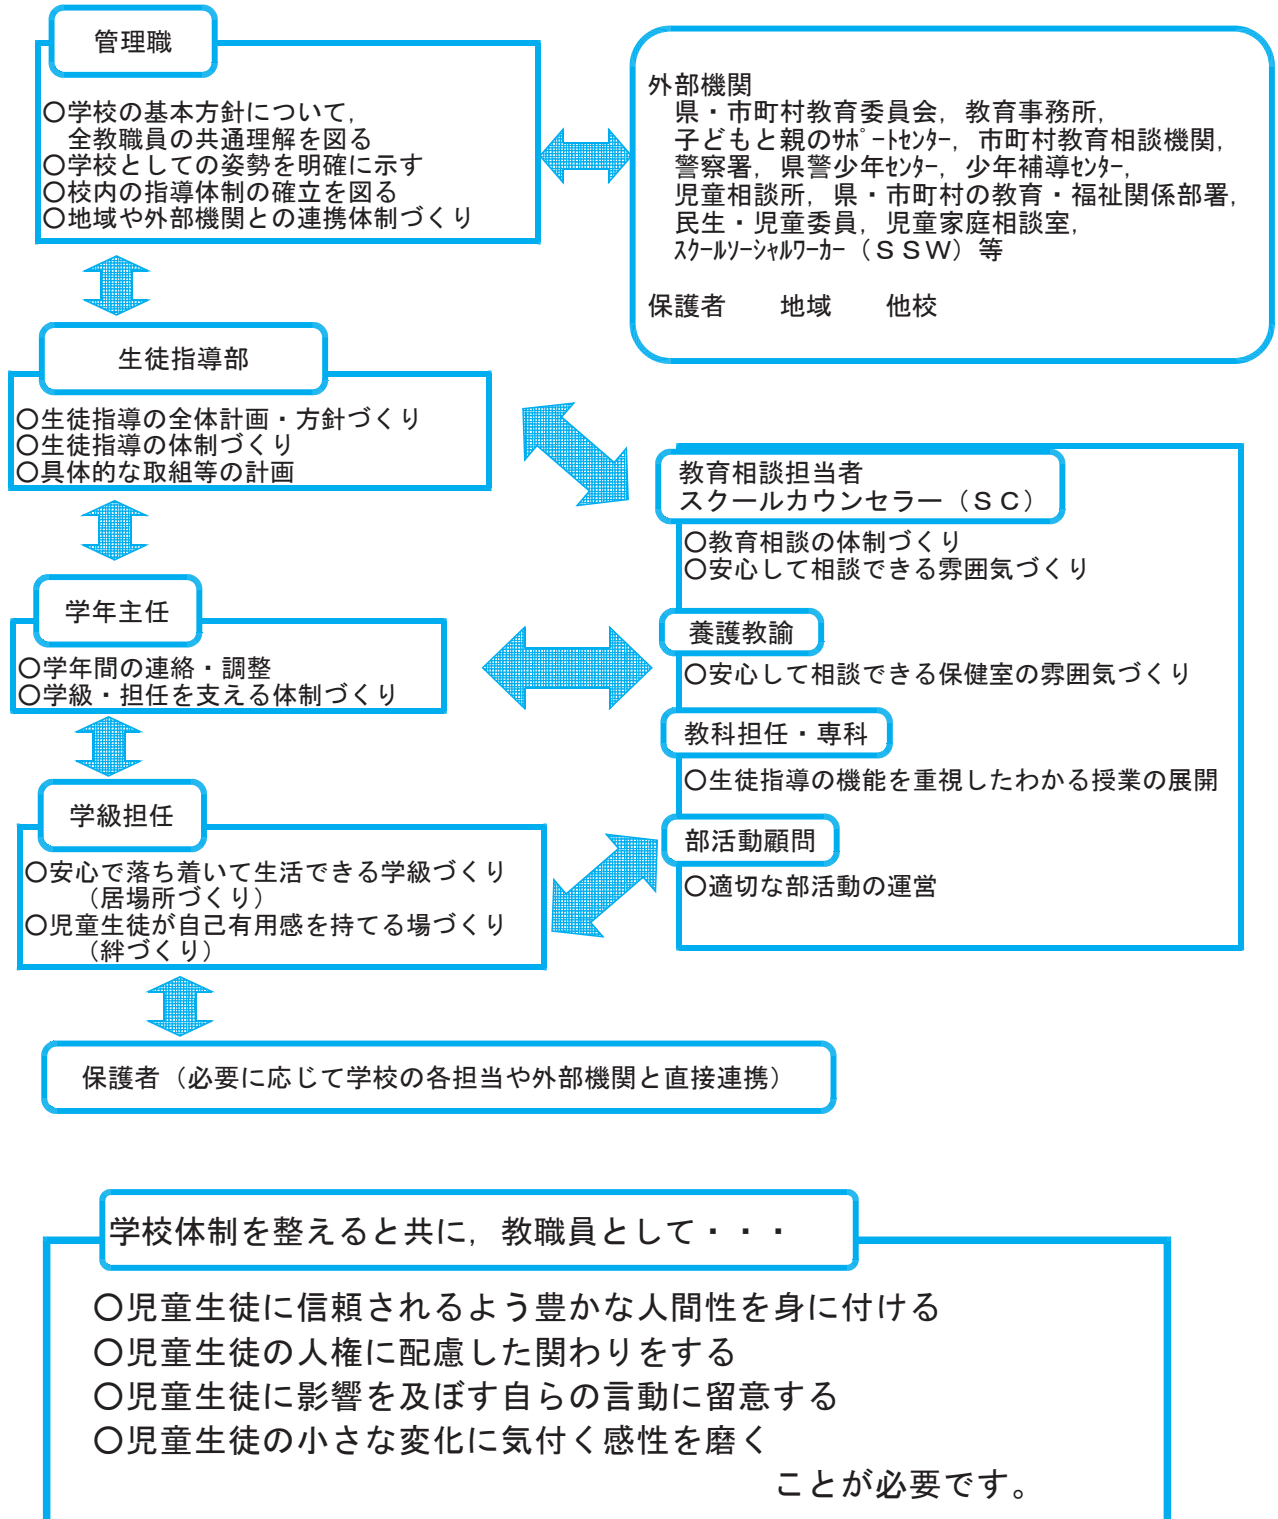 管理職
〇学校の基本方針について，
全教職員の共通理解を図る
〇学校としての姿勢を明確に示す
〇校内の指導体制の確立を図る
〇地域や外部機関との連携体制づくり
外部機関
県・市町村教育委員会，教育事務所，
子どもと親のｻﾎﾟｰﾄｾﾝﾀｰ，市町村教育相談機関，
警察署，県警少年ｾﾝﾀｰ，少年補導ｾﾝﾀｰ，
児童相談所，県・市町村の教育・福祉関係部署，
民生・児童委員，児童家庭相談室，
ｽｸｰﾙｿｰｼｬﾙﾜｰｶｰ（ＳＳＷ）等
保護者　　地域　　他校
生徒指導部
〇生徒指導の全体計画・方針づくり
〇生徒指導の体制づくり
〇具体的な取組等の計画
教育相談担当者
スクールカウンセラー（ＳＣ）
〇教育相談の体制づくり
〇安心して相談できる雰囲気づくり
学年主任
〇学年間の連絡・調整
〇学級・担任を支える体制づくり
養護教諭
〇安心して相談できる保健室の雰囲気づくり
教科担任・専科
〇生徒指導の機能を重視したわかる授業の展開
学級担任
〇安心で落ち着いて生活できる学級づくり
（居場所づくり）
〇児童生徒が自己有用感を持てる場づくり
（絆づくり）
部活動顧問
〇適切な部活動の運営
保護者（必要に応じて学校の各担当や外部機関と直接連携）
学校体制を整えると共に，教職員として・・・
〇児童生徒に信頼されるよう豊かな人間性を身に付ける
〇児童生徒の人権に配慮した関わりをする
〇児童生徒に影響を及ぼす自らの言動に留意する
〇児童生徒の小さな変化に気付く感性を磨く
ことが必要です。